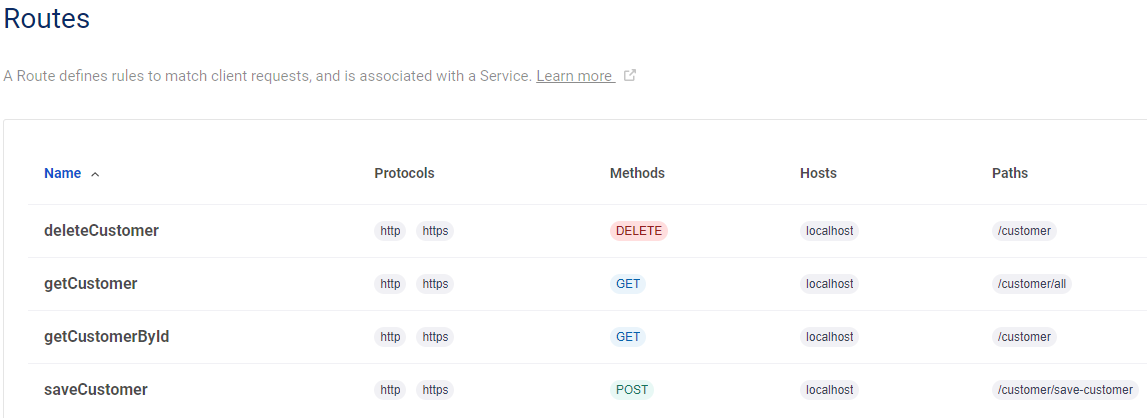 Routes
A Route defines rules to match client requests, and is associated with a Service. Learn more
Name Protocols Methods Hosts Paths
deleteCustomer http https DELETE localhost /customer
getCustomer http https GET localhost /customer/all
getCustomerById http https GET localhost /customer
saveCustomer http https POST localhost /customer/save-customer